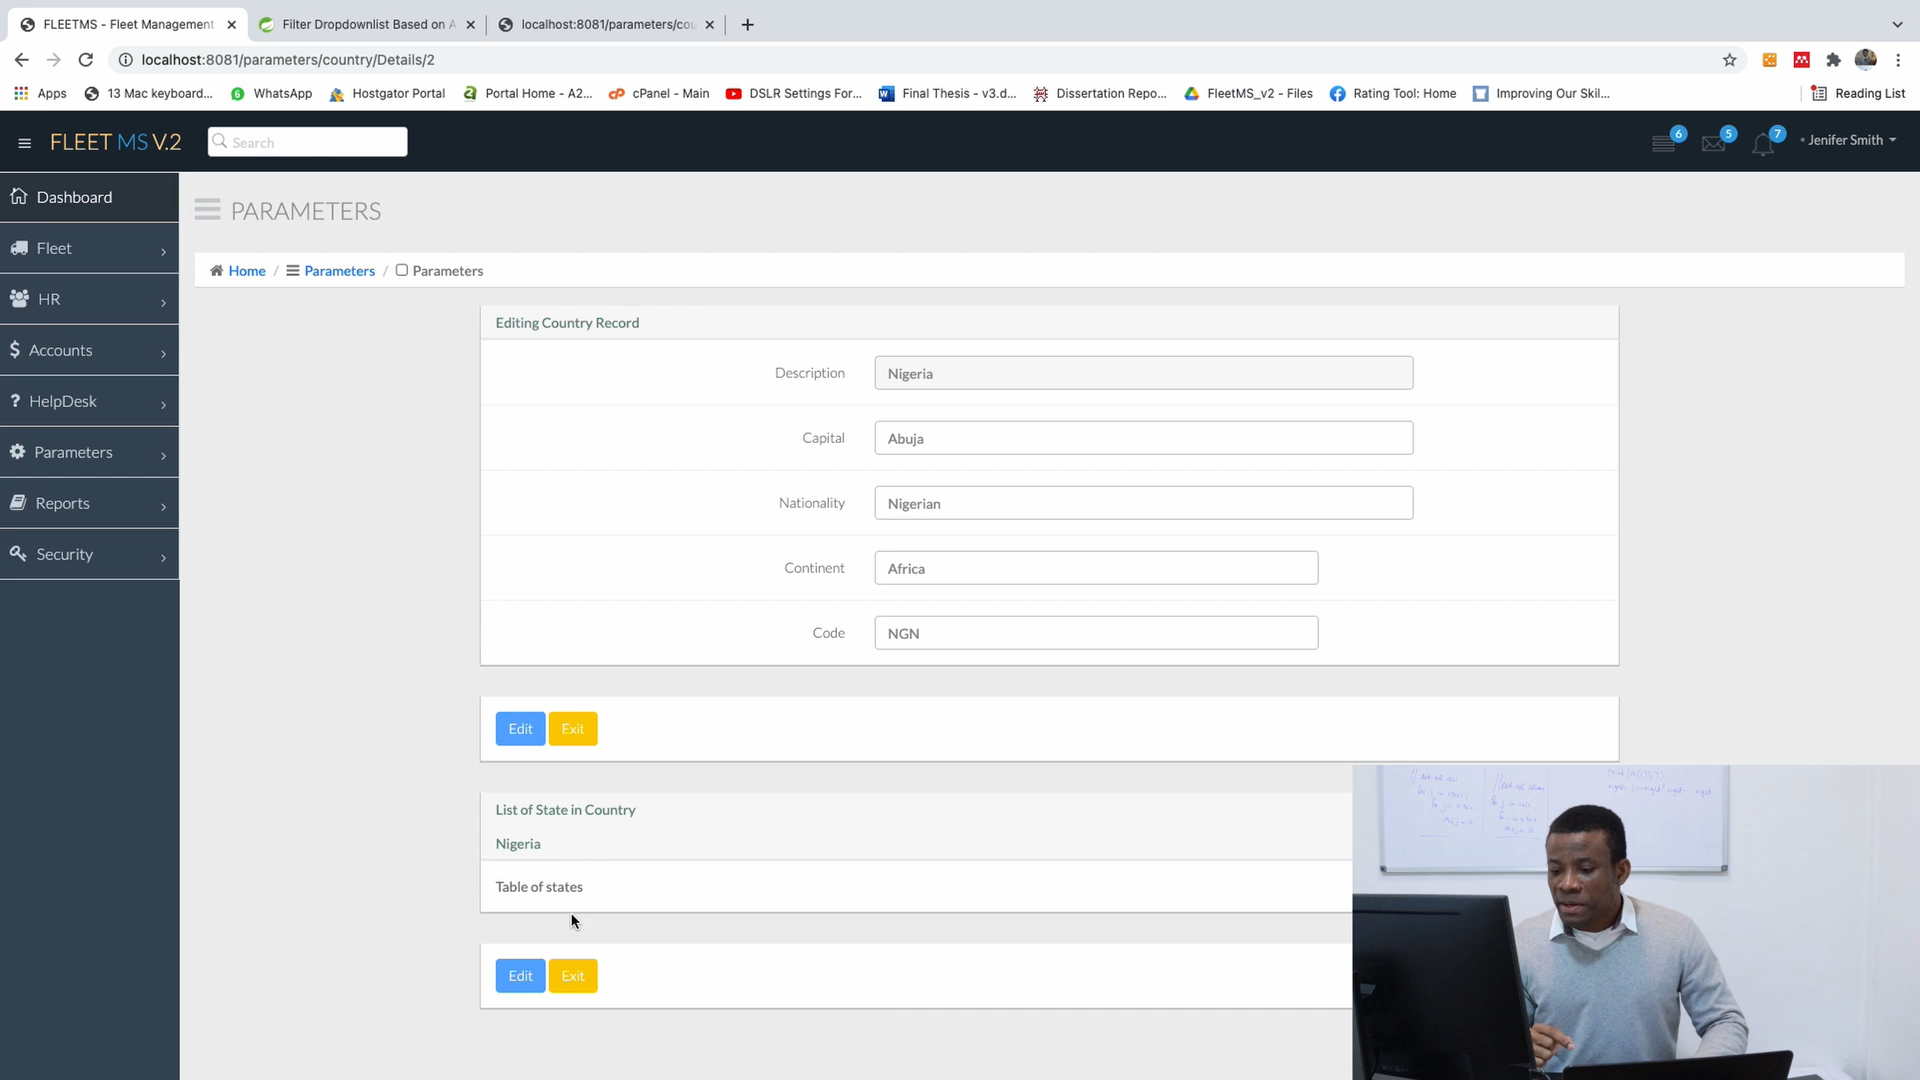 FLEETMS - Fleet Management
Filter Dropdownlist Based on A
localhost:8081/parameters/cou
localhost:8081/parameters/country/Details/2
Apps
13 Mac keyboard...
WhatsApp
Hostgator Portal
Portal Home - A2...
cPanel - Main
DSLR Settings For...
Final Thesis - v3.d...
Dissertation Repo...
FleetMS_v2 - Files
Rating Tool: Home
Improving Our Skil...
Reading List
FLEET MS V.2
Search
6
5
7
Jenifer Smith
Dashboard
Fleet
HR
Accounts
HelpDesk
Parameters
Reports
Security
PARAMETERS
Home / Parameters / Parameters
Editing Country Record
Description Nigeria
Capital Abuja
Nationality Nigerian
Continent Africa
Code NGN
Edit Exit
List of State in Country
Nigeria
Table of states
Edit Exit